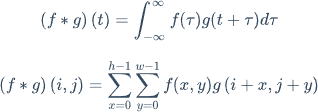 (f ∗ g) (t) = ∫_{−∞}^{∞} f(τ)g(t + τ)dτ
(f ∗ g) (i, j) = ∑_{x=0}^{h−1} ∑_{y=0}^{w−1} f(x, y)g (i + x, j + y)